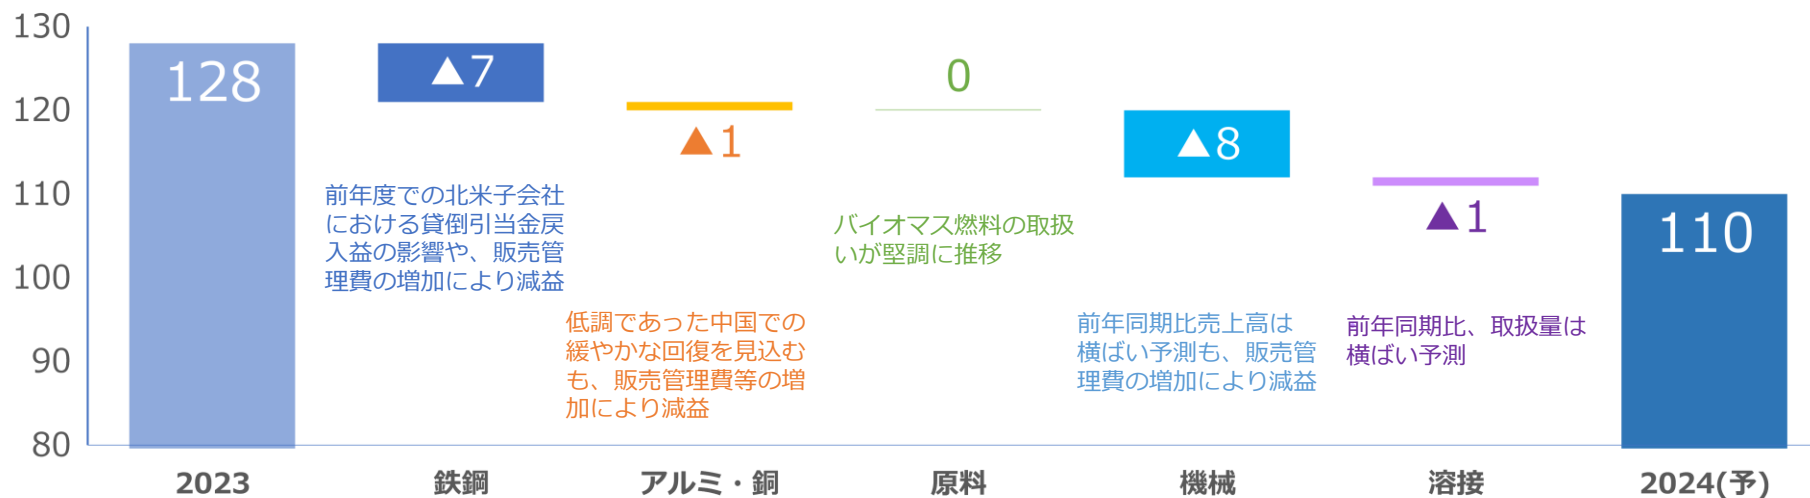 130
120
110
100
90
80
128
▲7
▲1
0
▲8
▲1
110
前年度での北米子会社
における貸倒引当金戻
入益の影響や、販売管
理費の増加により減益
低調であった中国での
緩やかな回復を見込む
も、販売管理費等の増
加により減益
バイオマス燃料の取扱
いが堅調に推移
前年同期比売上高は
横ばい予測も、販売管
理費の増加により減益
前年同期比、取扱量は
横ばい予測
2023
鉄鋼
アルミ・銅
原料
機械
溶接
2024(予)